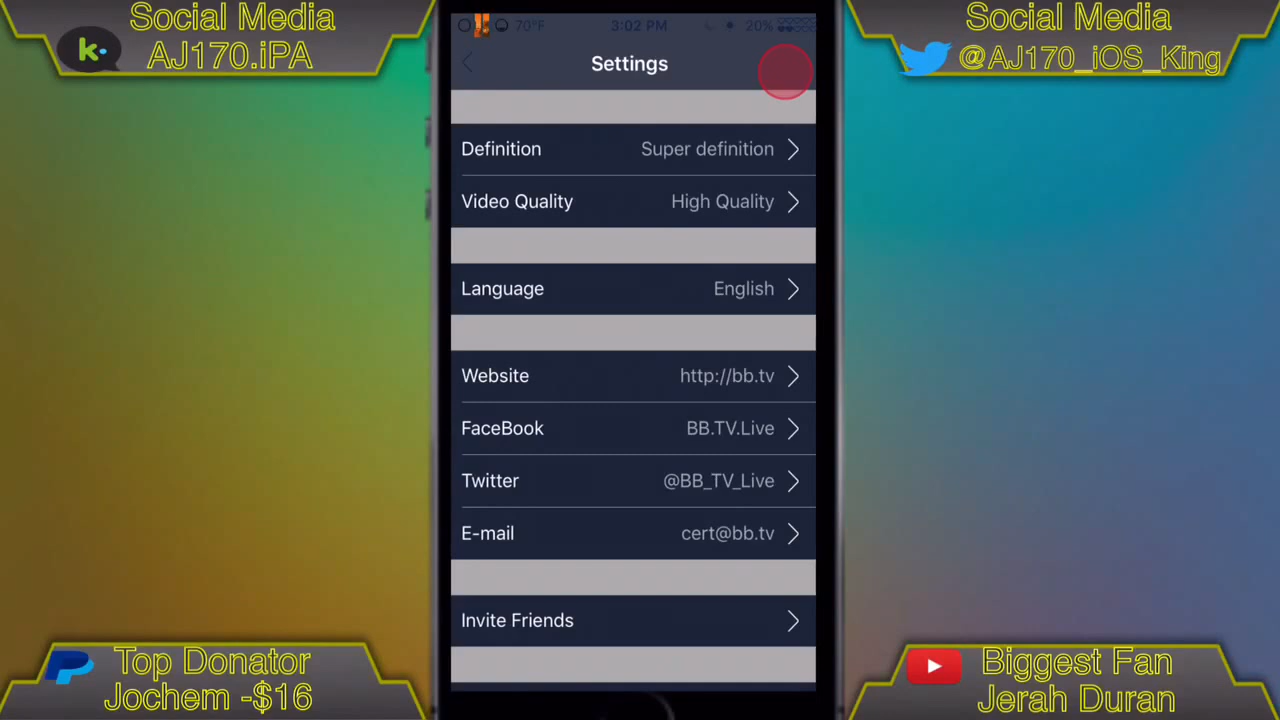 Social Media
AJ170.iPA
Social Media
@AJ170_iOS_King
70°F
3:02 PM
20%
Settings
Definition Super definition
Video Quality High Quality
Language English
Website http://bb.tv
FaceBook BB.TV.Live
Twitter @BB_TV_Live
E-mail cert@bb.tv
Invite Friends
Top Donator
Jochem -$16
Biggest Fan
Jerah Duran